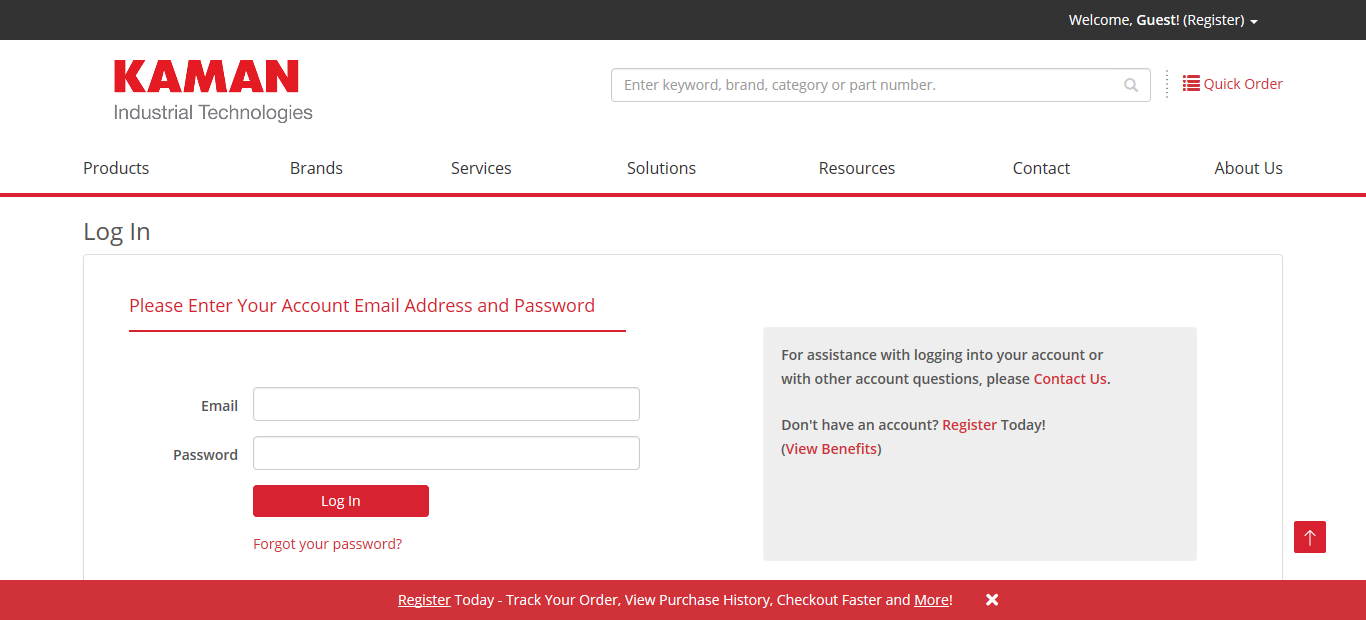 Welcome, Guest! (Register)
KAMAN
Industrial Technologies
Enter keyword, brand, category or part number.
Quick Order
Products Brands Services Solutions Resources Contact About Us
Log In
Please Enter Your Account Email Address and Password
Email
Password
Log In
Forgot your password?
For assistance with logging into your account or
with other account questions, please Contact Us.
Don't have an account? Register Today!
(View Benefits)
Register Today - Track Your Order, View Purchase History, Checkout Faster and More!